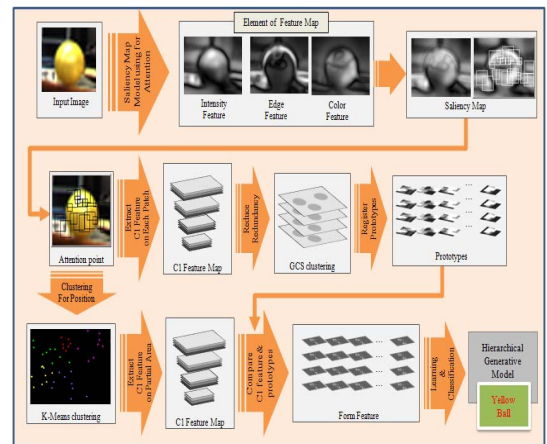 Element of Feature Map
Input Image
Saliency Map
Model using for
Attention
Intensity
Feature
Edge
Feature
Color
Feature
Saliency Map
Attention point
Extract
C1 Feature
on Each Patch
C1 Feature Map
Reduce
Redundancy
GCS clustering
Register
Prototypes
Prototypes
Clustering
For Position
K-Means clustering
Extract
C1 Feature
on Partial Area
C1 Feature Map
Compare
C1 Feature &
prototypes
Form Feature
Learning
&
Classification
Hierarchical
Generative
Model
Yellow
Ball